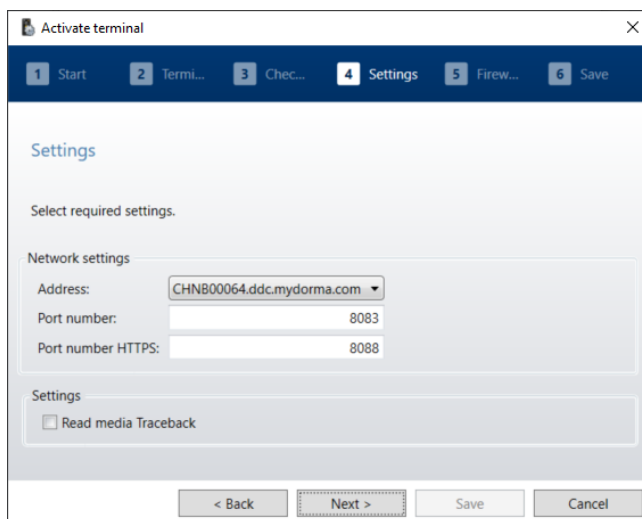 Activate terminal
1 Start 2 Termi... 3 Chec... 4 Settings 5 Firew... 6 Save
Settings
Select required settings.
Network settings
Address: CHNB00064.ddc.mydorma.com
Port number: 8083
Port number HTTPS: 8088
Settings
Read media Traceback
< Back Next > Save Cancel